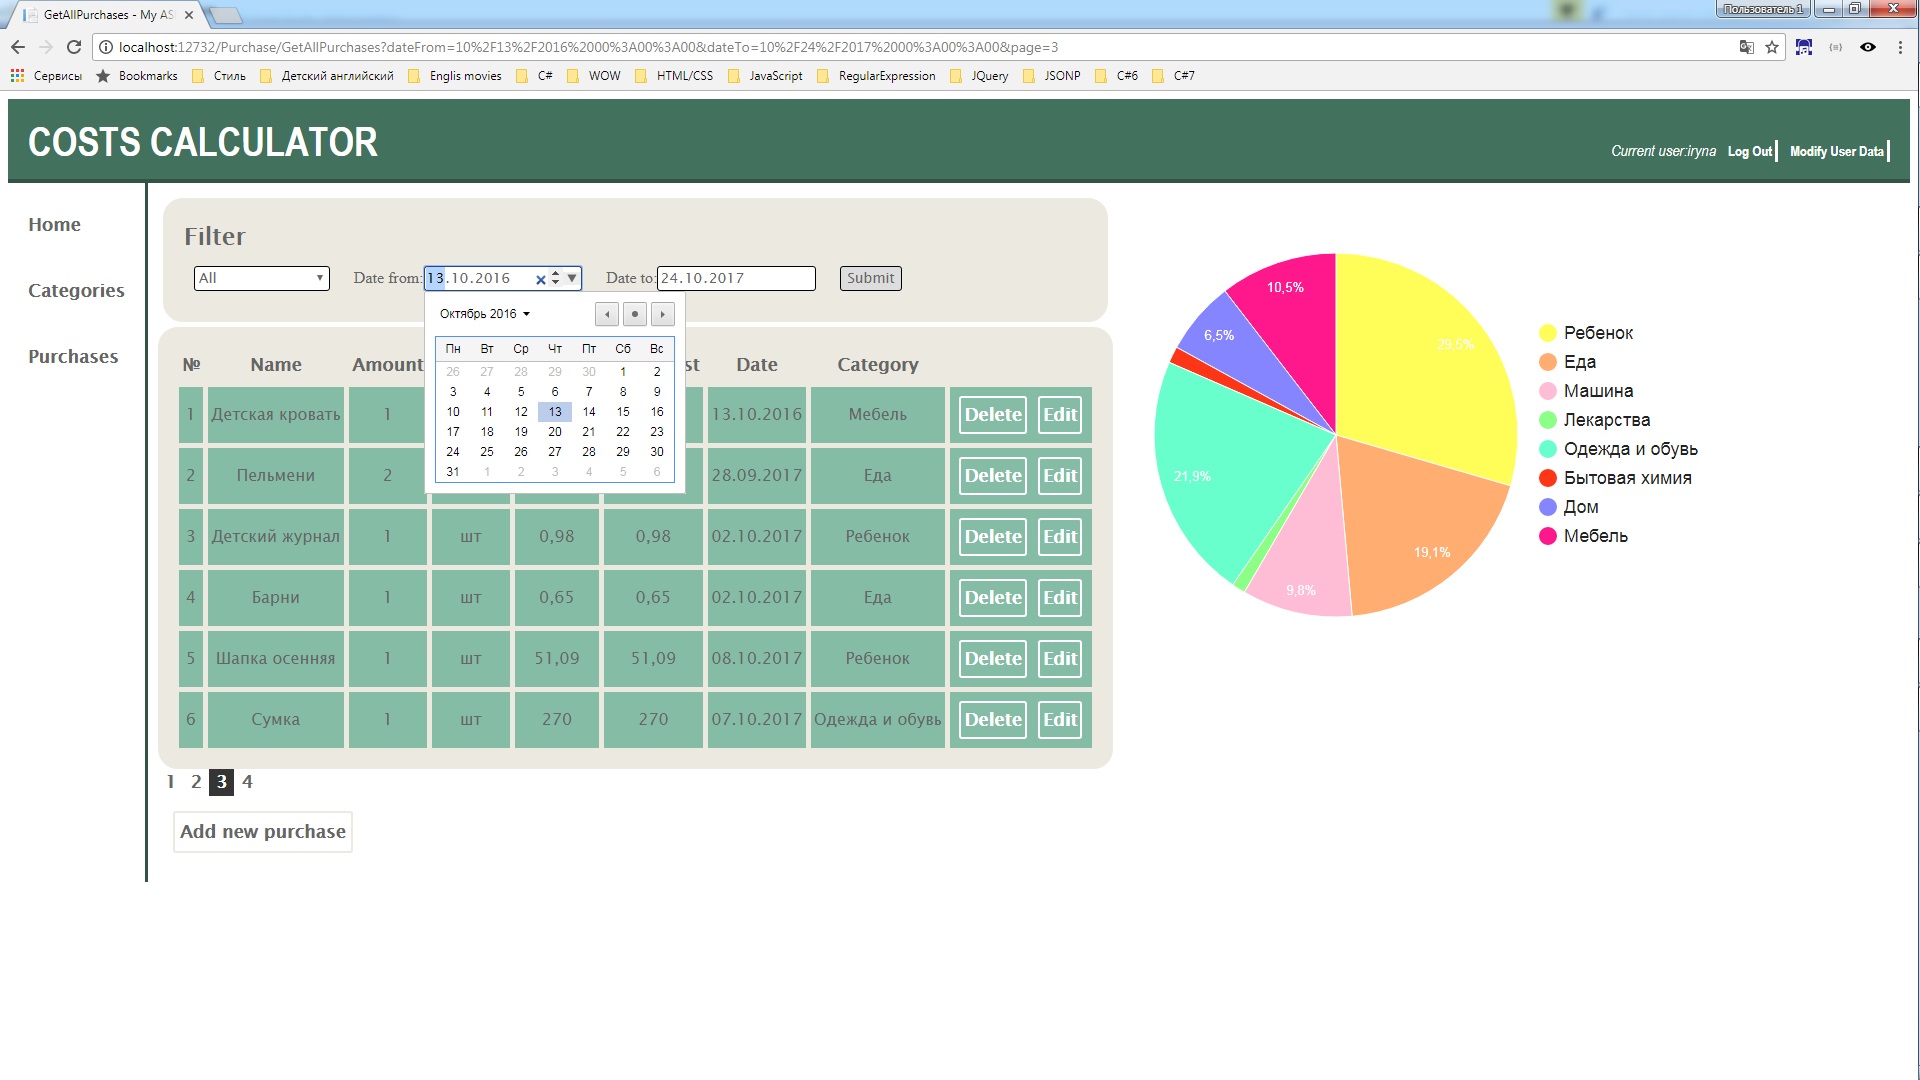 GetAllPurchases - My AS
Пользователь 1
localhost:12732/Purchase/GetAllPurchases?dateFrom=10%2F13%2F2016%2000%3A00%3A00&dateTo=10%2F24%2F2017%2000%3A00%3A00&page=3
Сервисы Bookmarks Стиль Детский английский Englis movies C# WOW HTML/CSS JavaScript RegularExpression JQuery JSONP C#6 C#7
COSTS CALCULATOR
Current user:iryna Log Out Modify User Data
Home
Categories
Purchases
Filter
All Date from: 13.10.2016 Date to: 24.10.2017 Submit
Октябрь 2016
Пн Вт Ср Чт Пт Сб Вс
26 27 28 29 30 1 2
3 4 5 6 7 8 9
10 11 12 13 14 15 16
17 18 19 20 21 22 23
24 25 26 27 28 29 30
31 1 2 3 4 5 6
№ Name Amount st Date Category
1 Детская кровать 1 13.10.2016 Мебель Delete Edit
2 Пельмени 2 28.09.2017 Еда Delete Edit
3 Детский журнал 1 шт 0,98 0,98 02.10.2017 Ребенок Delete Edit
4 Барни 1 шт 0,65 0,65 02.10.2017 Еда Delete Edit
5 Шапка осенняя 1 шт 51,09 51,09 08.10.2017 Ребенок Delete Edit
6 Сумка 1 шт 270 270 07.10.2017 Одежда и обувь Delete Edit
1 2 3 4
Add new purchase
10,5%
29,5%
6,5%
21,9%
19,1%
9,8%
Ребенок
Еда
Машина
Лекарства
Одежда и обувь
Бытовая химия
Дом
Мебель